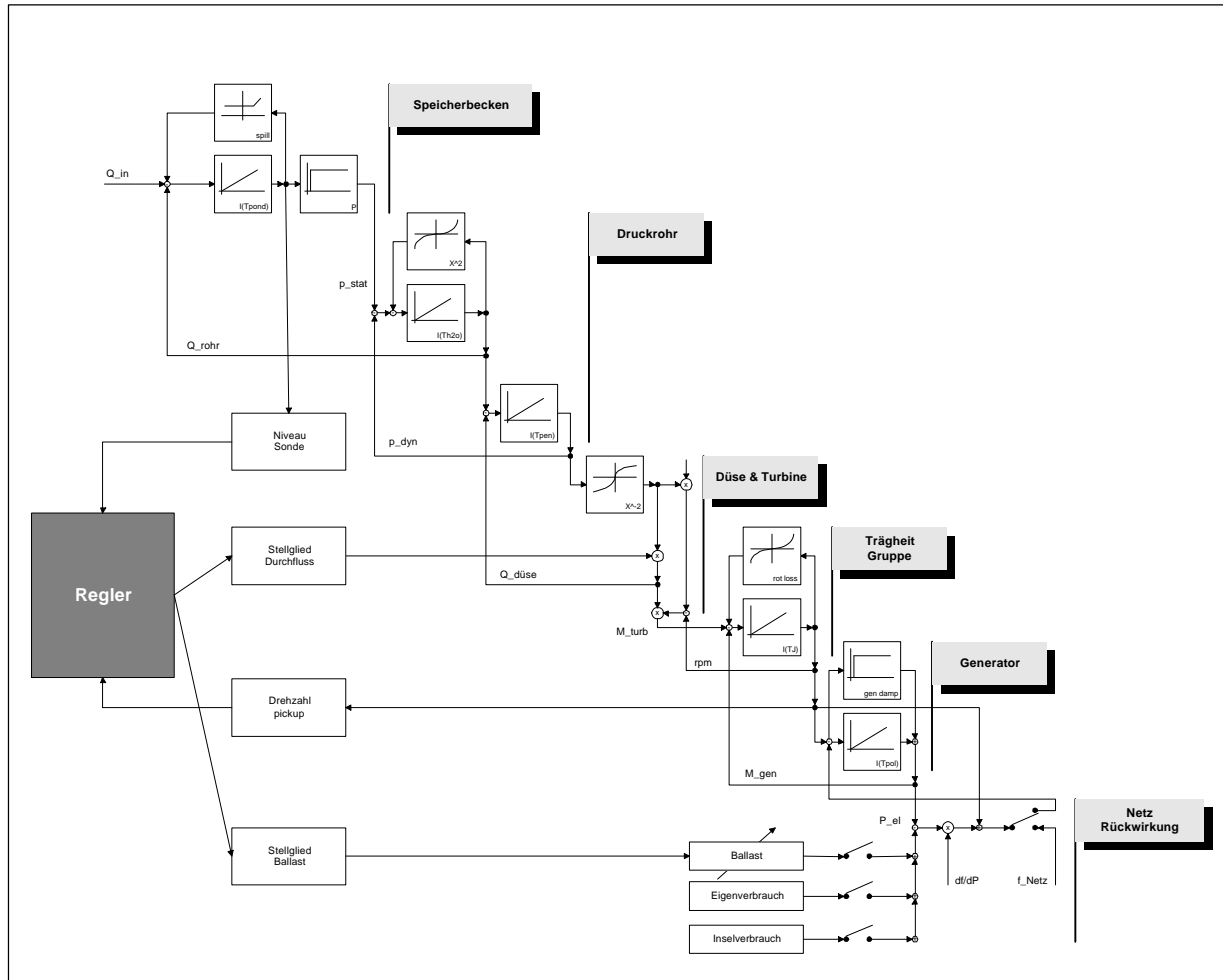 Speicherbecken
spill
Q_in
I(Tpond)
P
Druckrohr
X^2
p_stat
I(Th2o)
Q_rohr
I(Tpen)
Niveau
Sonde
p_dyn
X^-2
x
Düse & Turbine
Trägheit
Gruppe
rot loss
Stellglied
Durchfluss
x
Regler
Q_düse
x
M_turb
I(TJ)
rpm
Generator
gen damp
Drehzahl
pickup
I(Tpol)
M_gen
Netz
Rückwirkung
P_el
x
Stellglied
Ballast
Ballast
df/dP
f_Netz
Eigenverbrauch
Inselverbrauch